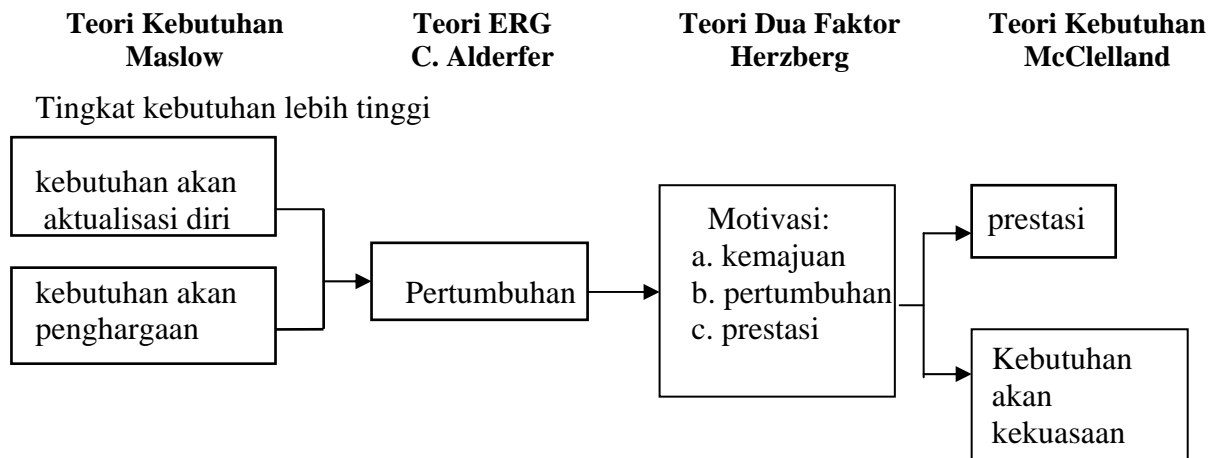 Teori Kebutuhan
Maslow
Teori ERG
C. Alderfer
Teori Dua Faktor
Herzberg
Teori Kebutuhan
McClelland
Tingkat kebutuhan lebih tinggi
kebutuhan akan
aktualisasi diri
kebutuhan akan
penghargaan
Pertumbuhan
Motivasi:
a. kemajuan
b. pertumbuhan
c. prestasi
prestasi
Kebutuhan
akan
kekuasaan